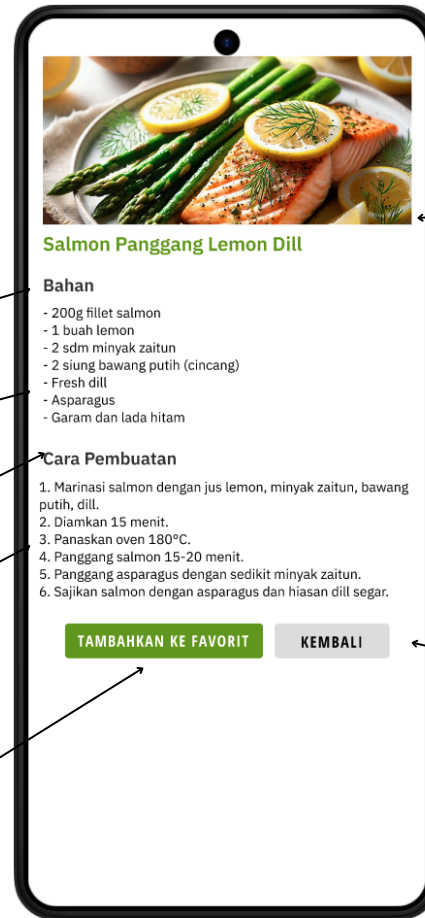 Salmon Panggang Lemon Dill
Bahan
- 200g fillet salmon
- 1 buah lemon
- 2 sdm minyak zaitun
- 2 siung bawang putih (cincang)
- Fresh dill
- Asparagus
- Garam dan lada hitam
Cara Pembuatan
1. Marinasi salmon dengan jus lemon, minyak zaitun, bawang
putih, dill.
2. Diamkan 15 menit.
3. Panaskan oven 180°C.
4. Panggang salmon 15-20 menit.
5. Panggang asparagus dengan sedikit minyak zaitun.
6. Sajikan salmon dengan asparagus dan hiasan dill segar.
TAMBAHKAN KE FAVORIT
KEMBALI